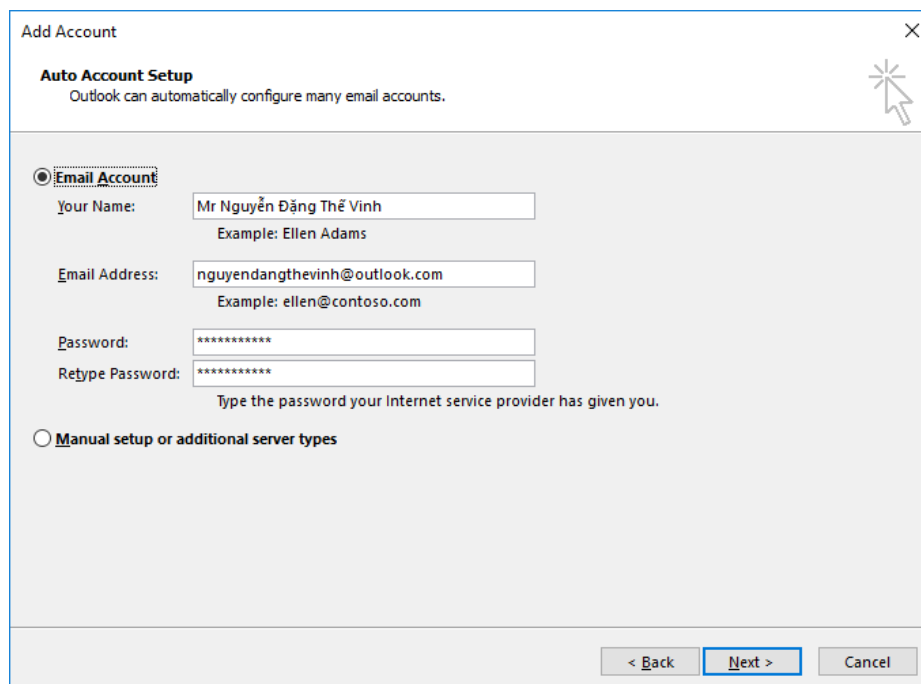 Add Account
Auto Account Setup
Outlook can automatically configure many email accounts.
Email Account
Your Name: Mr Nguyễn Đặng Thế Vinh
Example: Ellen Adams
Email Address: nguyendangthevinh@outlook.com
Example: ellen@contoso.com
Password: ***********
Retype Password: ***********
Type the password your Internet service provider has given you.
Manual setup or additional server types
< Back Next > Cancel